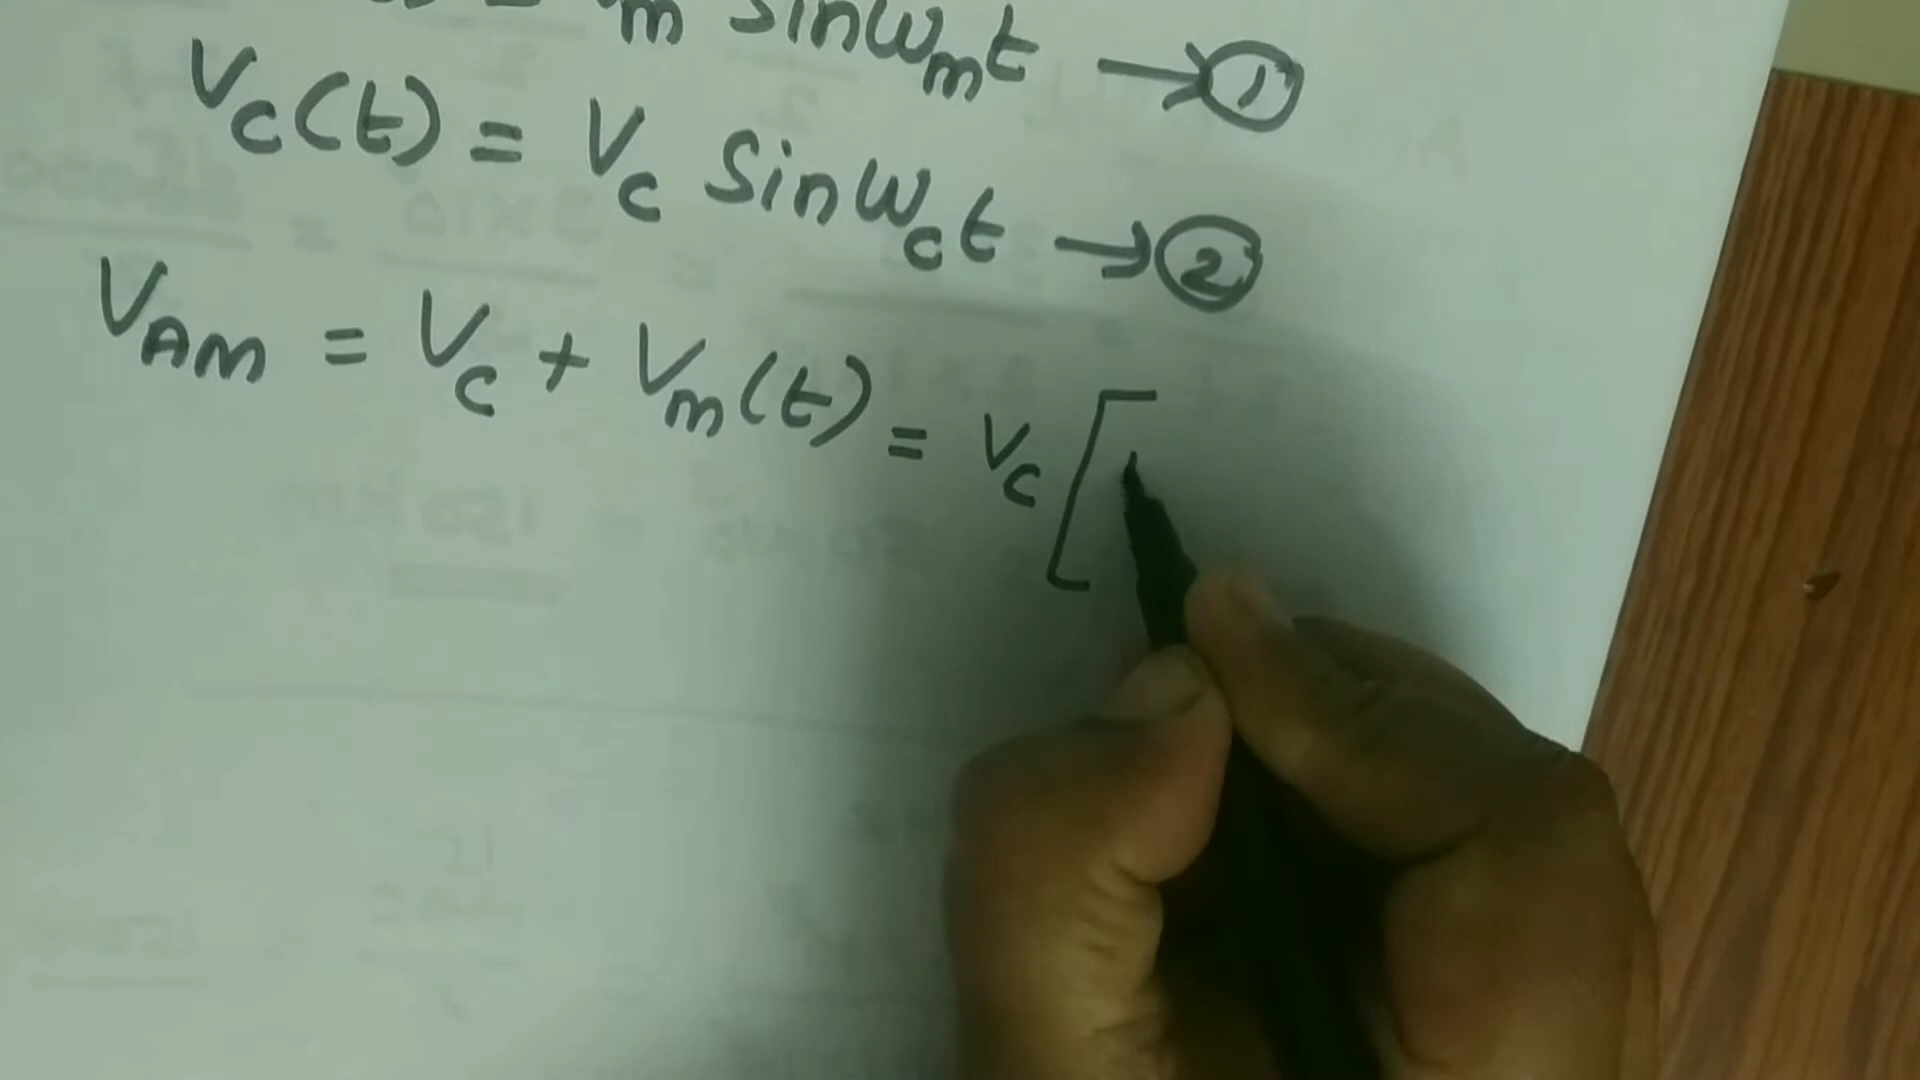 m sinωmt → ①
Vc(t) = Vc Sinωct → ②
VAM = Vc + Vm(t) = Vc [